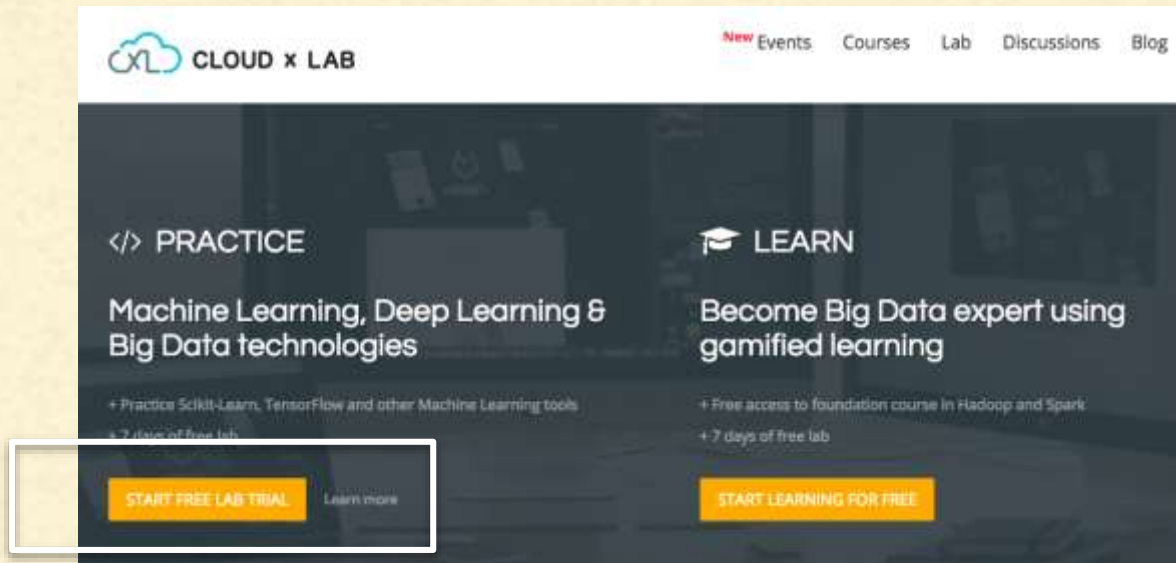 CLOUD x LAB
New Events Courses Lab Discussions Blog
</> PRACTICE
Machine Learning, Deep Learning &
Big Data technologies
+ Practice Scikit-Learn, TensorFlow and other Machine Learning tools
+ 7 days of free lab
START FREE LAB TRIAL Learn more
LEARN
Become Big Data expert using
gamified learning
+ Free access to foundation course in Hadoop and Spark
+ 7 days of free lab
START LEARNING FOR FREE